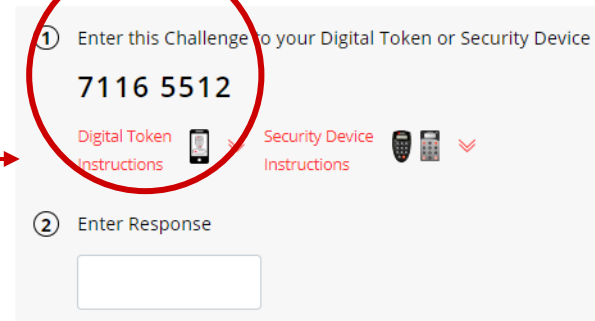 1 Enter this Challenge to your Digital Token or Security Device
7116 5512
Digital Token Instructions
Security Device Instructions
2 Enter Response